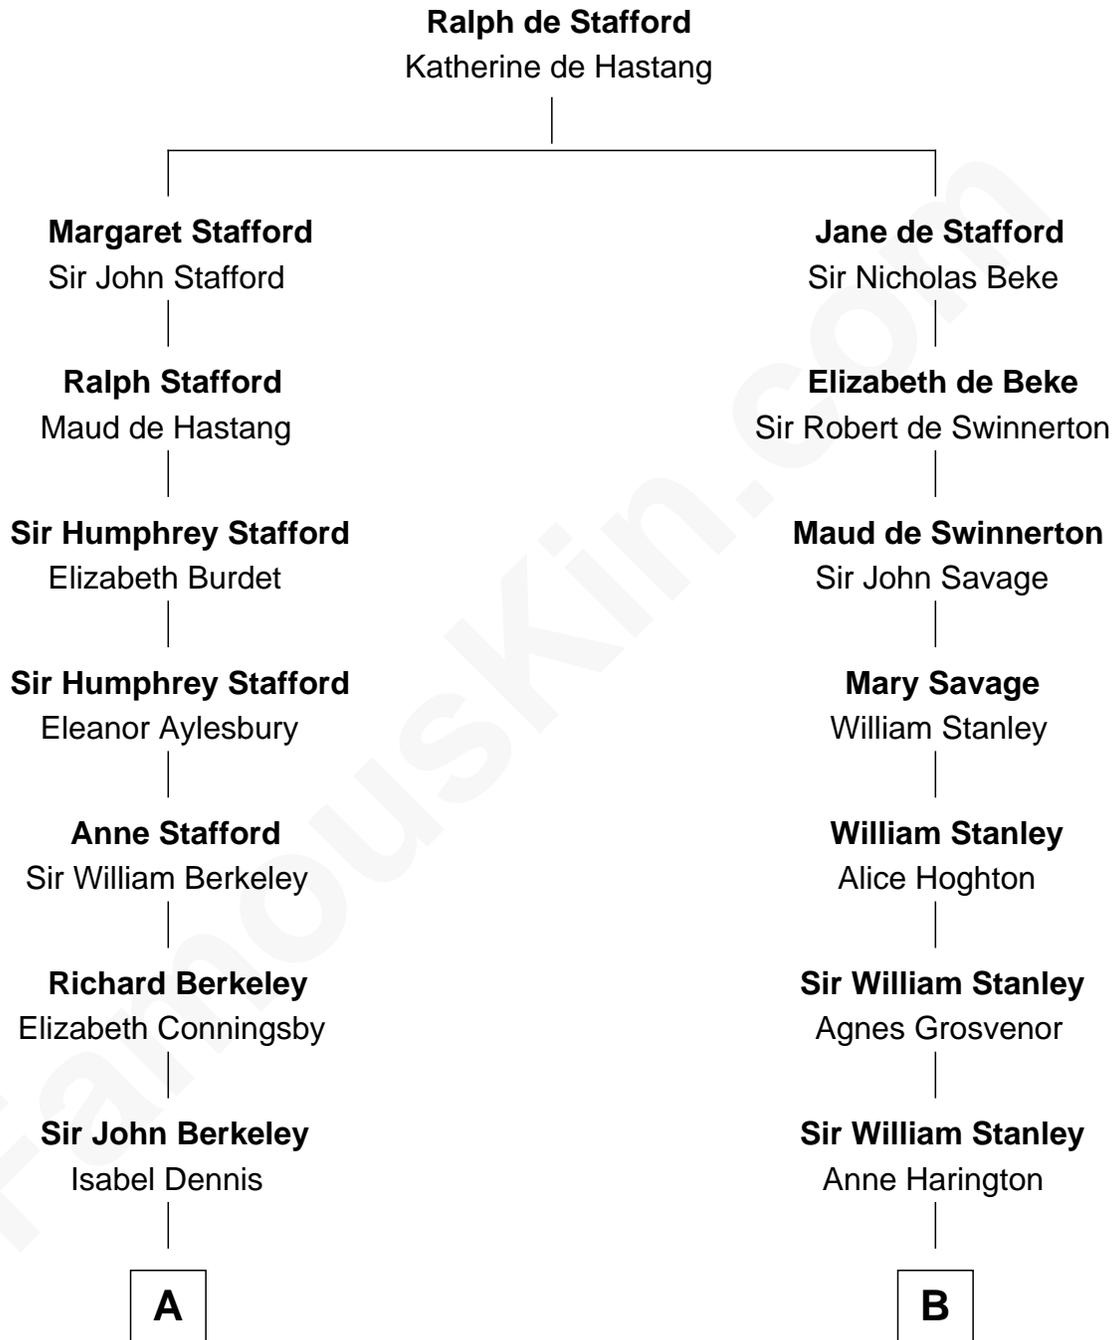 Ralph de Stafford
Katherine de Hastang
Margaret Stafford
Sir John Stafford
Jane de Stafford
Sir Nicholas Beke
Ralph Stafford
Maud de Hastang
Elizabeth de Beke
Sir Robert de Swinnerton
Sir Humphrey Stafford
Elizabeth Burdet
Maud de Swinnerton
Sir John Savage
Sir Humphrey Stafford
Eleanor Aylesbury
Mary Savage
William Stanley
Anne Stafford
Sir William Berkeley
William Stanley
Alice Hoghton
Richard Berkeley
Elizabeth Conningsby
Sir William Stanley
Agnes Grosvenor
Sir John Berkeley
Isabel Dennis
Sir William Stanley
Anne Harington
A
B
FamousKin.com